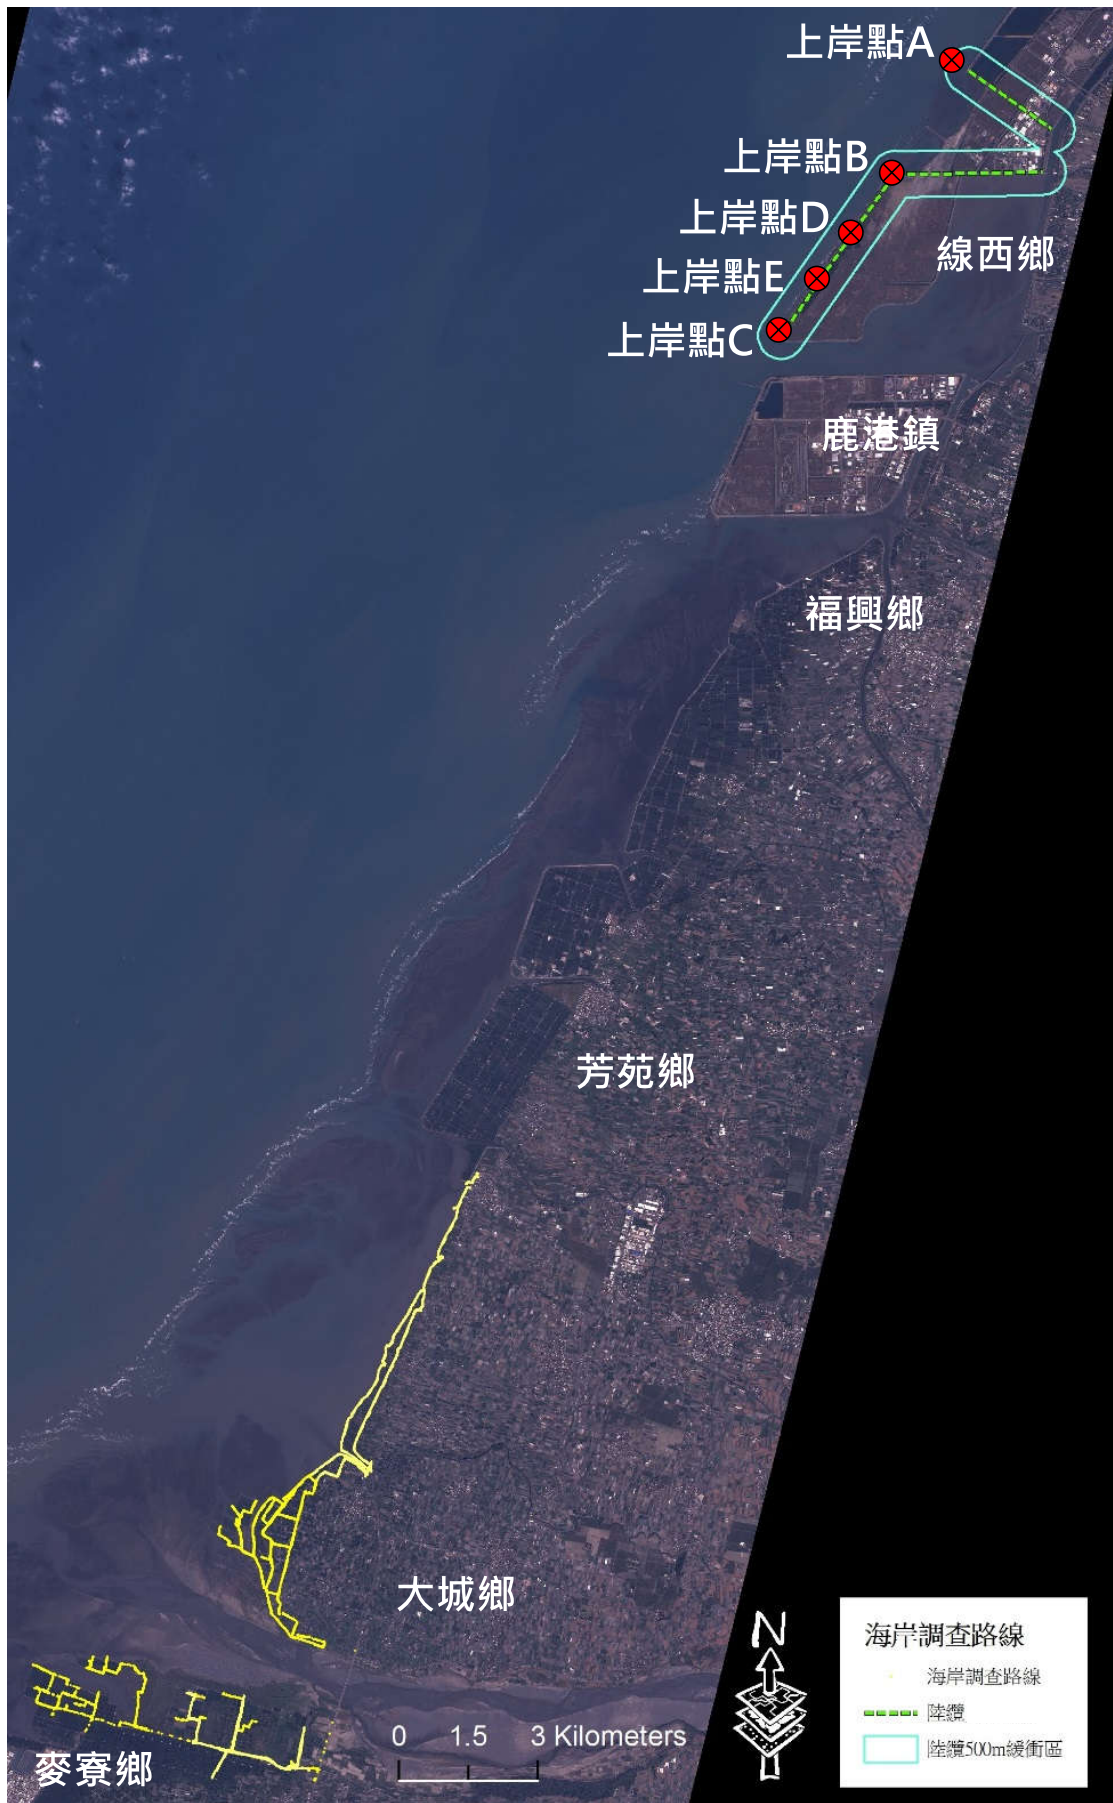 上岸點A
上岸點B
上岸點D
線西鄉
上岸點E
上岸點C
鹿港鎮
福興鄉
芳苑鄉
大城鄉
麥寮鄉
N
0 1.5 3 Kilometers
海岸調查路線
海岸調查路線
陸纜
陸纜500m緩衝區